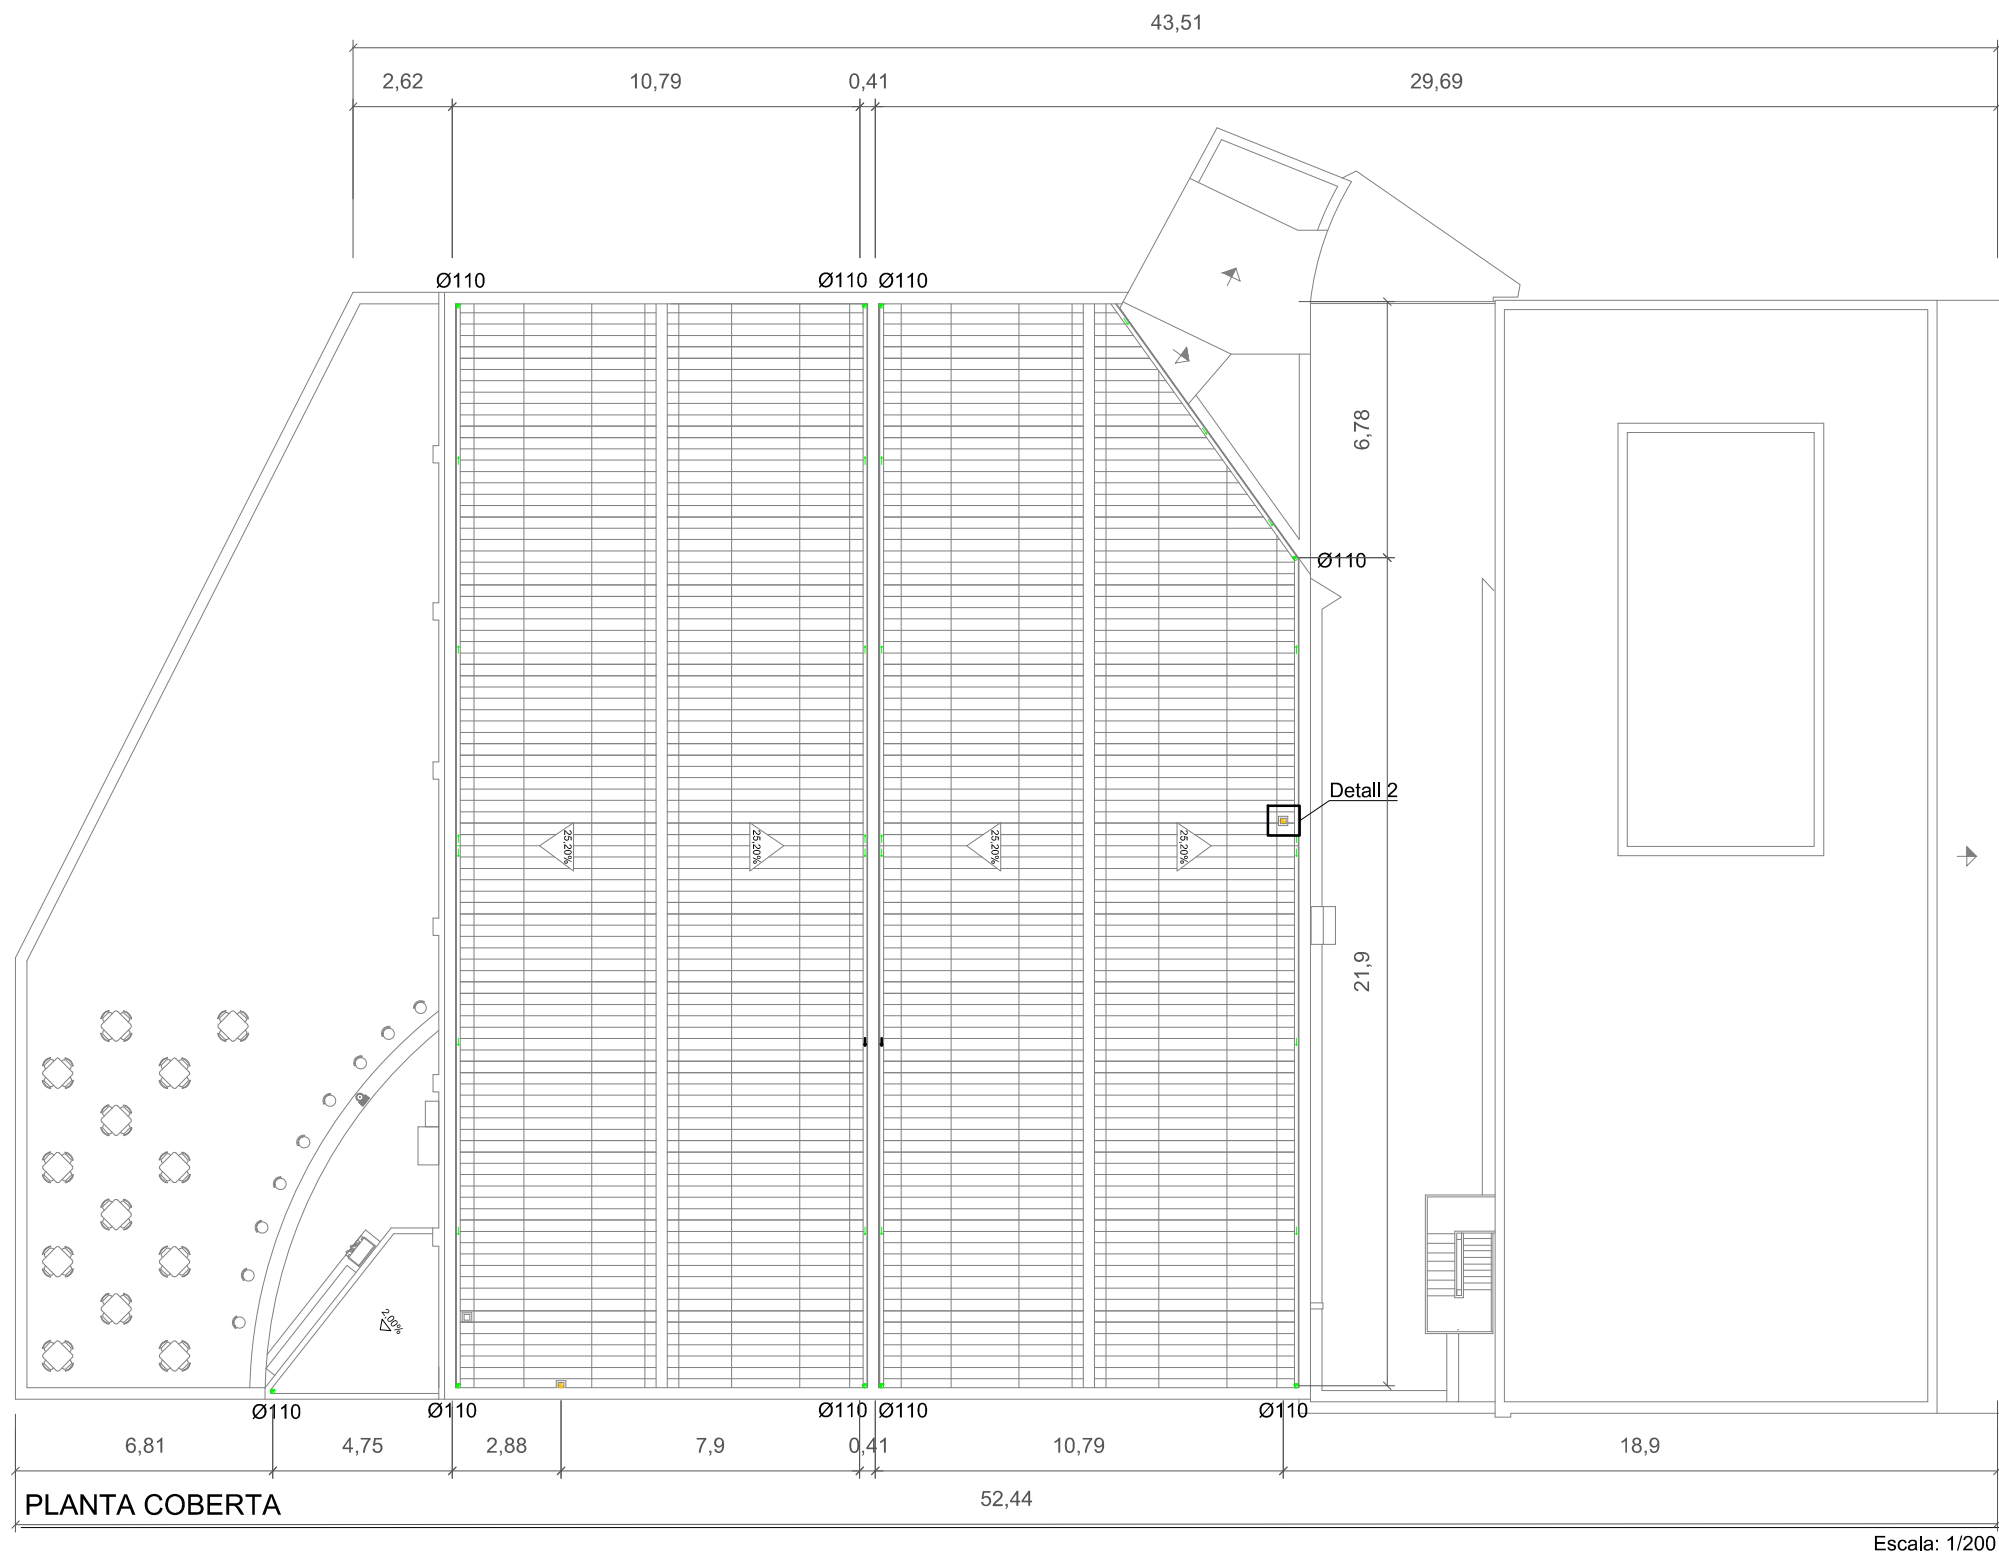 43,51
2,62 10,79 0,41 29,69
Ø110 Ø110 Ø110
6,78
Ø110
Detall 2
25,20% 25,20% 25,20% 25,20%
21,9
2,00%
Ø110 Ø110 Ø110 Ø110 Ø110
6,81 4,75 2,88 7,9 0,41 10,79 18,9
PLANTA COBERTA
52,44
Escala: 1/200